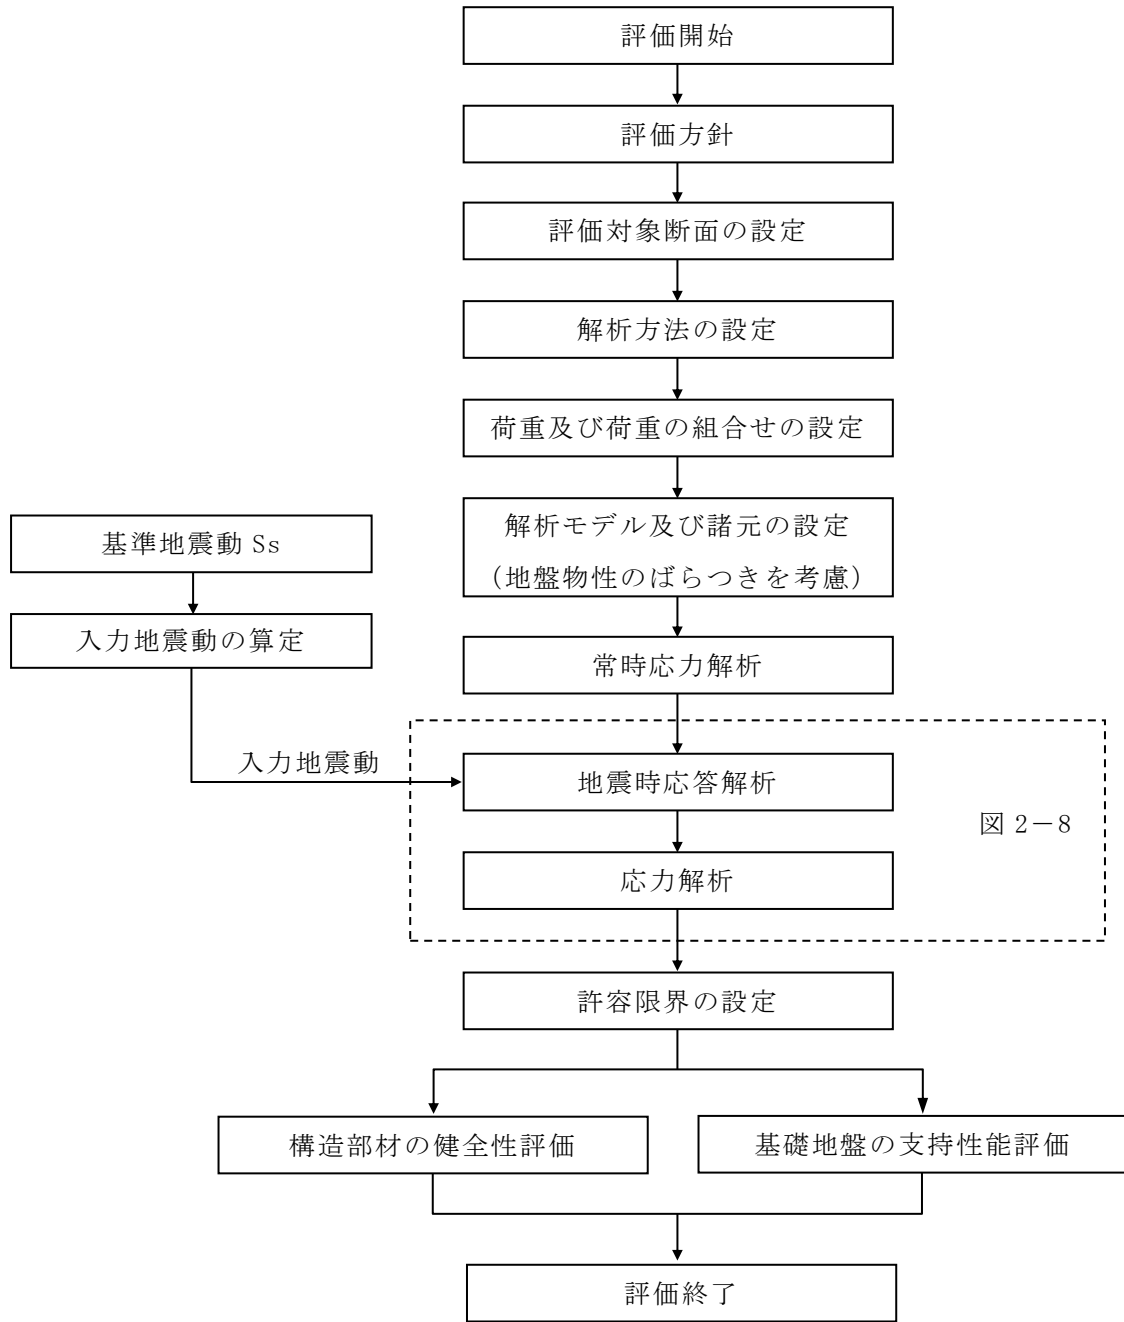 評価開始
評価方針
評価対象断面の設定
解析方法の設定
荷重及び荷重の組合せの設定
解析モデル及び諸元の設定
(地盤物性のばらつきを考慮)
基準地震動 Ss
入力地震動の算定
常時応力解析
入力地震動
地震時応答解析
図 2－8
応力解析
許容限界の設定
構造部材の健全性評価
基礎地盤の支持性能評価
評価終了